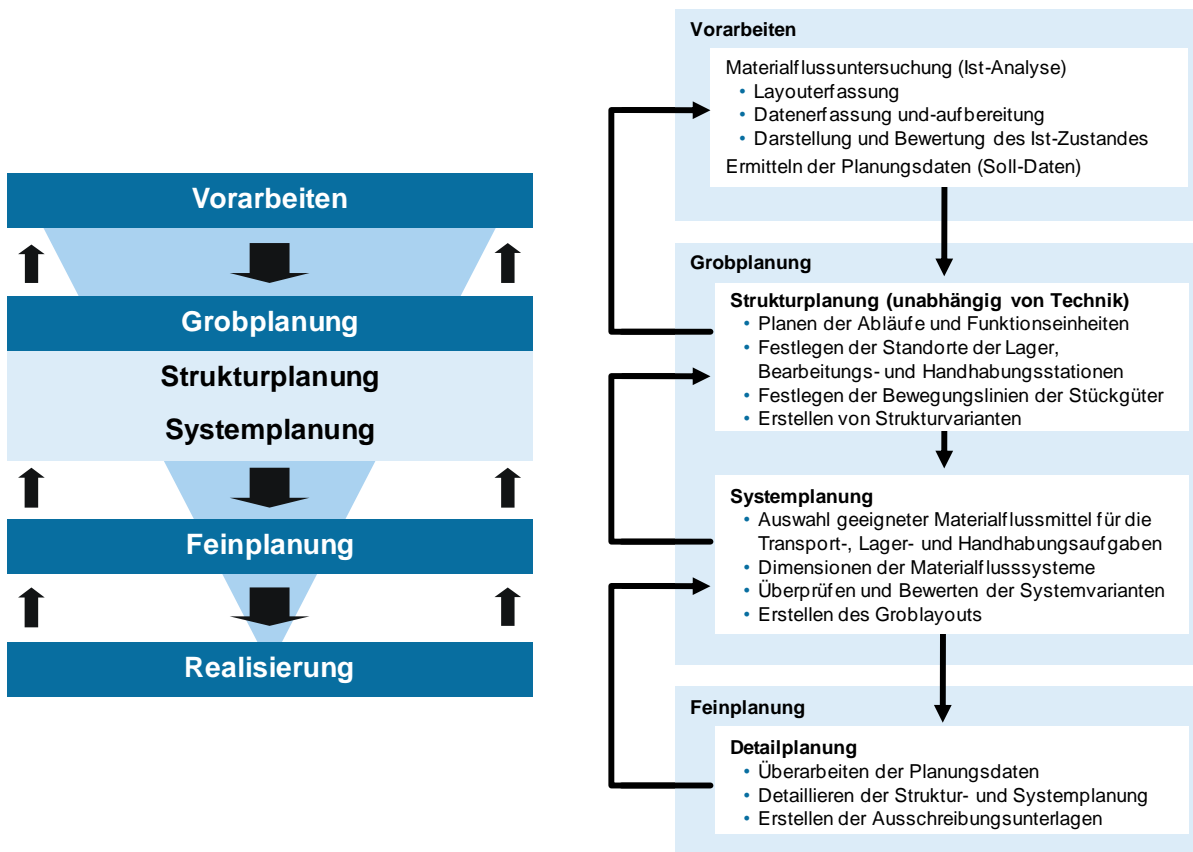 Vorarbeiten
Grobplanung
Strukturplanung
Systemplanung
Feinplanung
Realisierung
Vorarbeiten
Materialflussuntersuchung (Ist-Analyse)
• Layouterfassung
• Datenerfassung und-aufbereitung
• Darstellung und Bewertung des Ist-Zustandes
Ermitteln der Planungsdaten (Soll-Daten)
Grobplanung
Strukturplanung (unabhängig von Technik)
• Planen der Abläufe und Funktionseinheiten
• Festlegen der Standorte der Lager,
Bearbeitungs- und Handhabungsstationen
• Festlegen der Bewegungslinien der Stückgüter
• Erstellen von Strukturvarianten
Systemplanung
• Auswahl geeigneter Materialflussmittel für die
Transport-, Lager- und Handhabungsaufgaben
• Dimensionen der Materialflusssysteme
• Überprüfen und Bewerten der Systemvarianten
• Erstellen des Groblayouts
Feinplanung
Detailplanung
• Überarbeiten der Planungsdaten
• Detaillieren der Struktur- und Systemplanung
• Erstellen der Ausschreibungsunterlagen